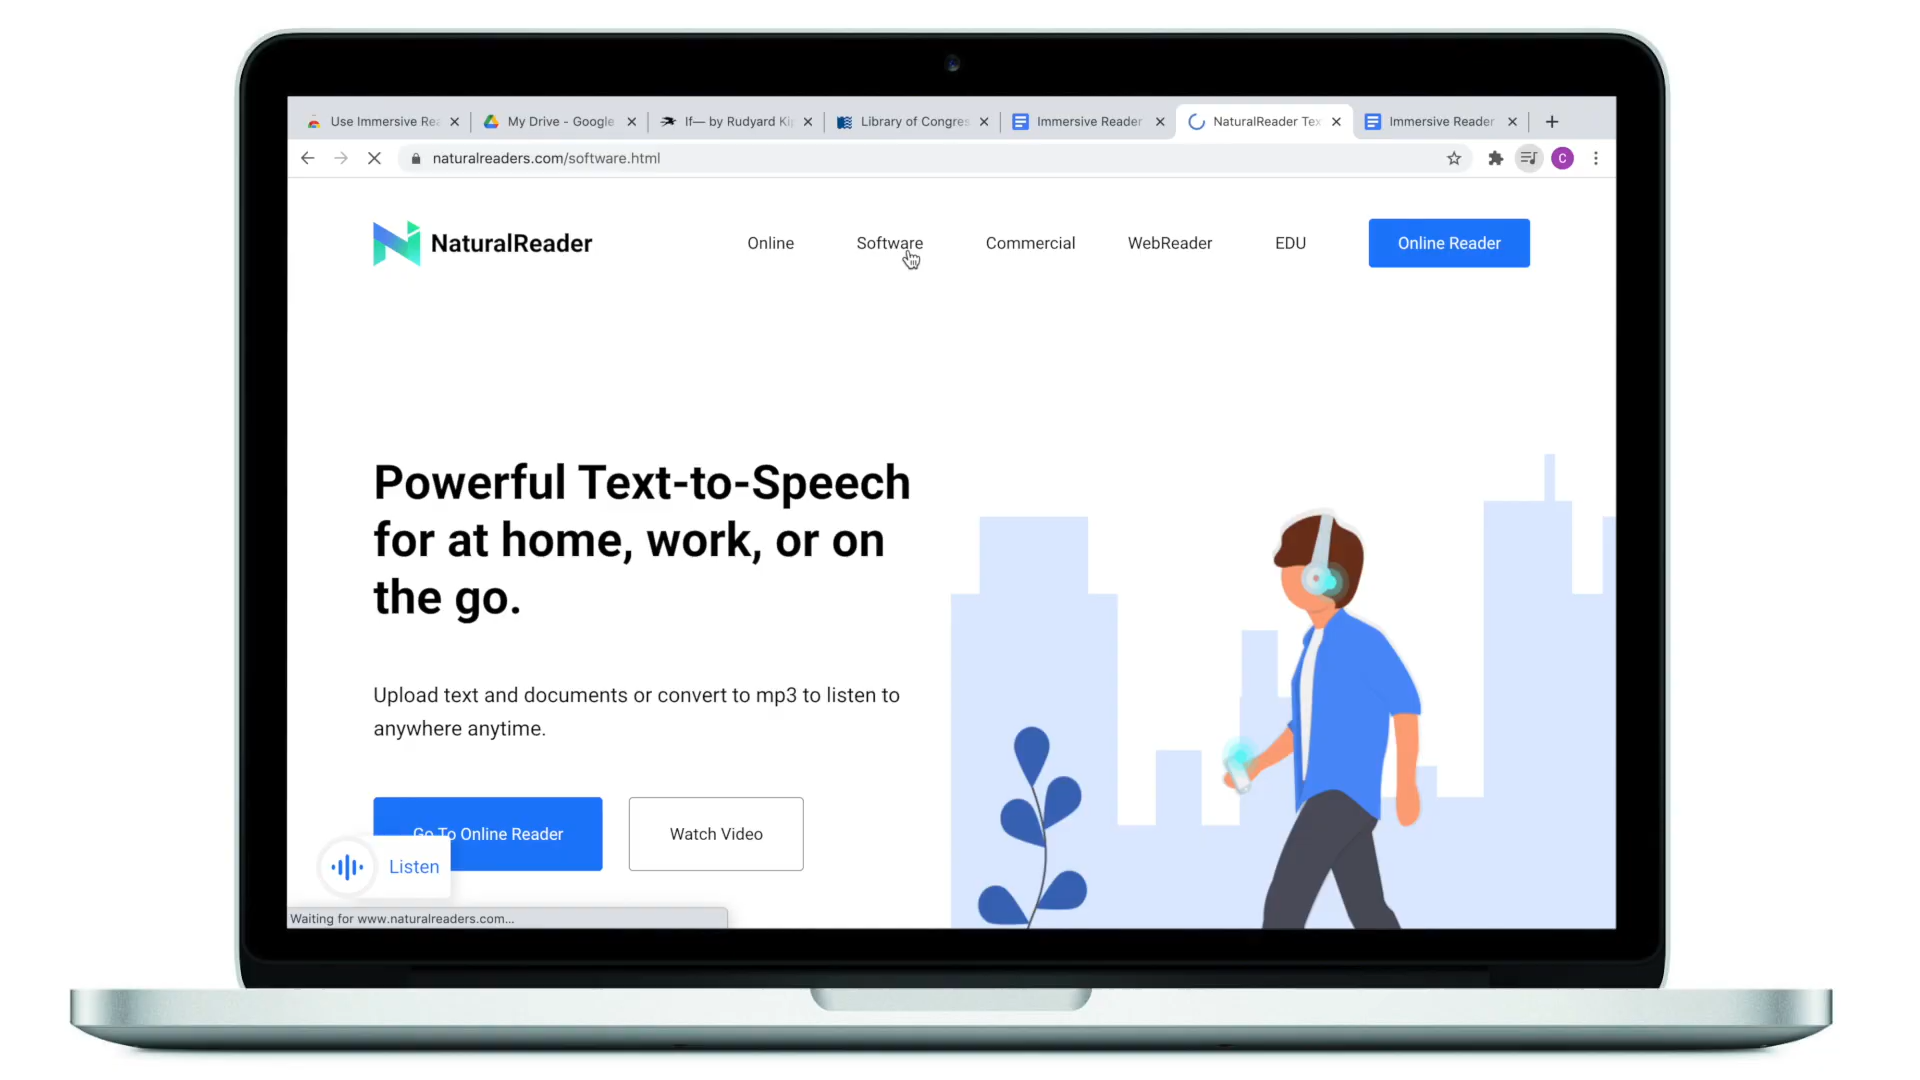 Use Immersive Rea
My Drive - Google
If— by Rudyard Kip
Library of Congres
Immersive Reader
NaturalReader Tex
Immersive Reader
naturalreaders.com/software.html
C
NaturalReader
Online
Software
Commercial
WebReader
EDU
Online Reader
Powerful Text-to-Speech
for at home, work, or on
the go.
Upload text and documents or convert to mp3 to listen to
anywhere anytime.
Go To Online Reader
Watch Video
Listen
Waiting for www.naturalreaders.com...